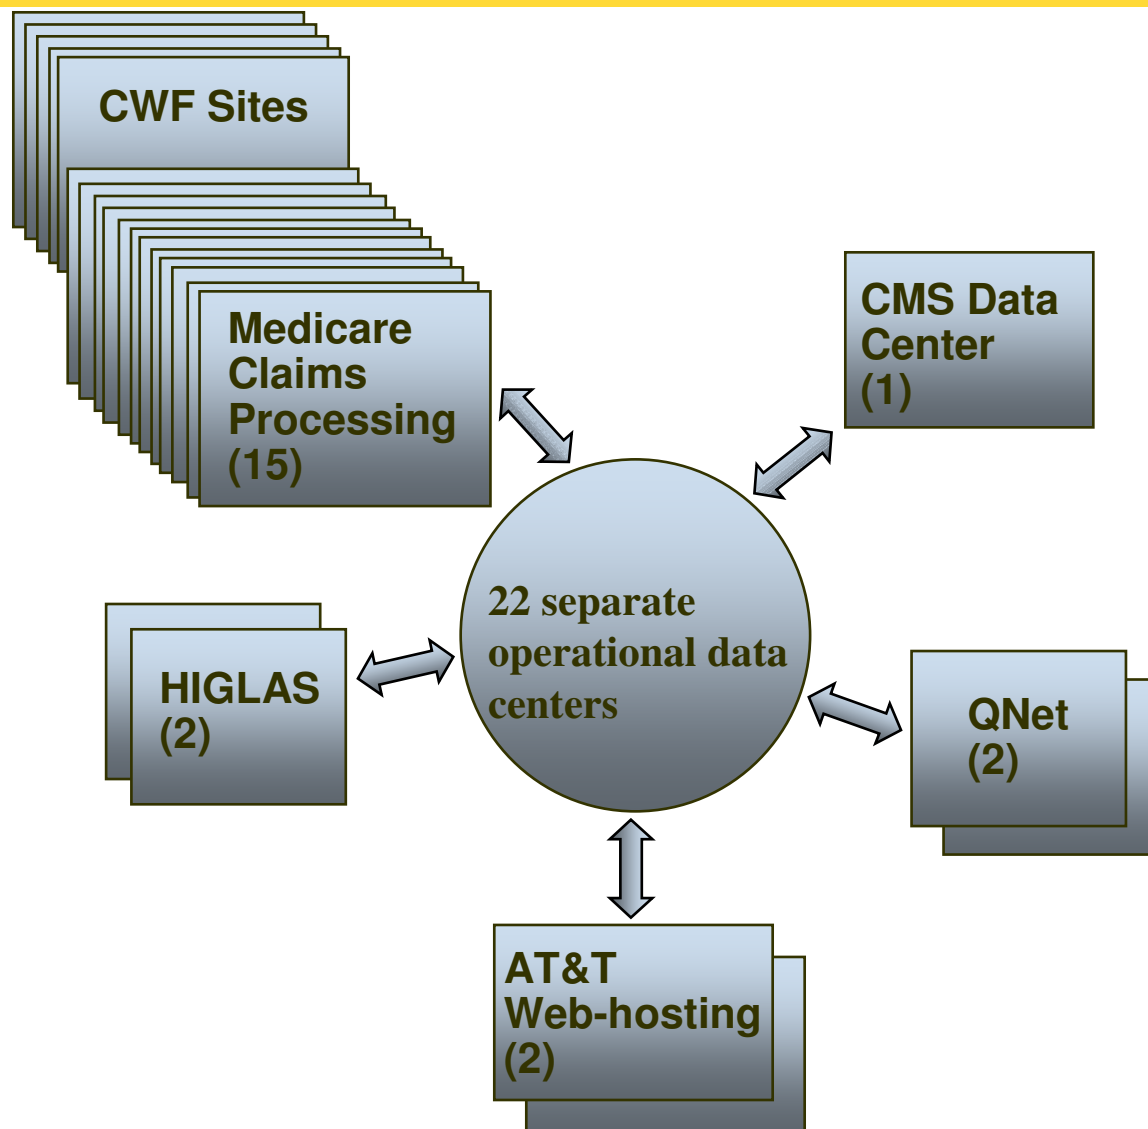 CWF Sites
Medicare
Claims
Processing
(15)
CMS Data
Center
(1)
22 separate
operational data
centers
HIGLAS
(2)
QNet
(2)
AT&T
Web-hosting
(2)